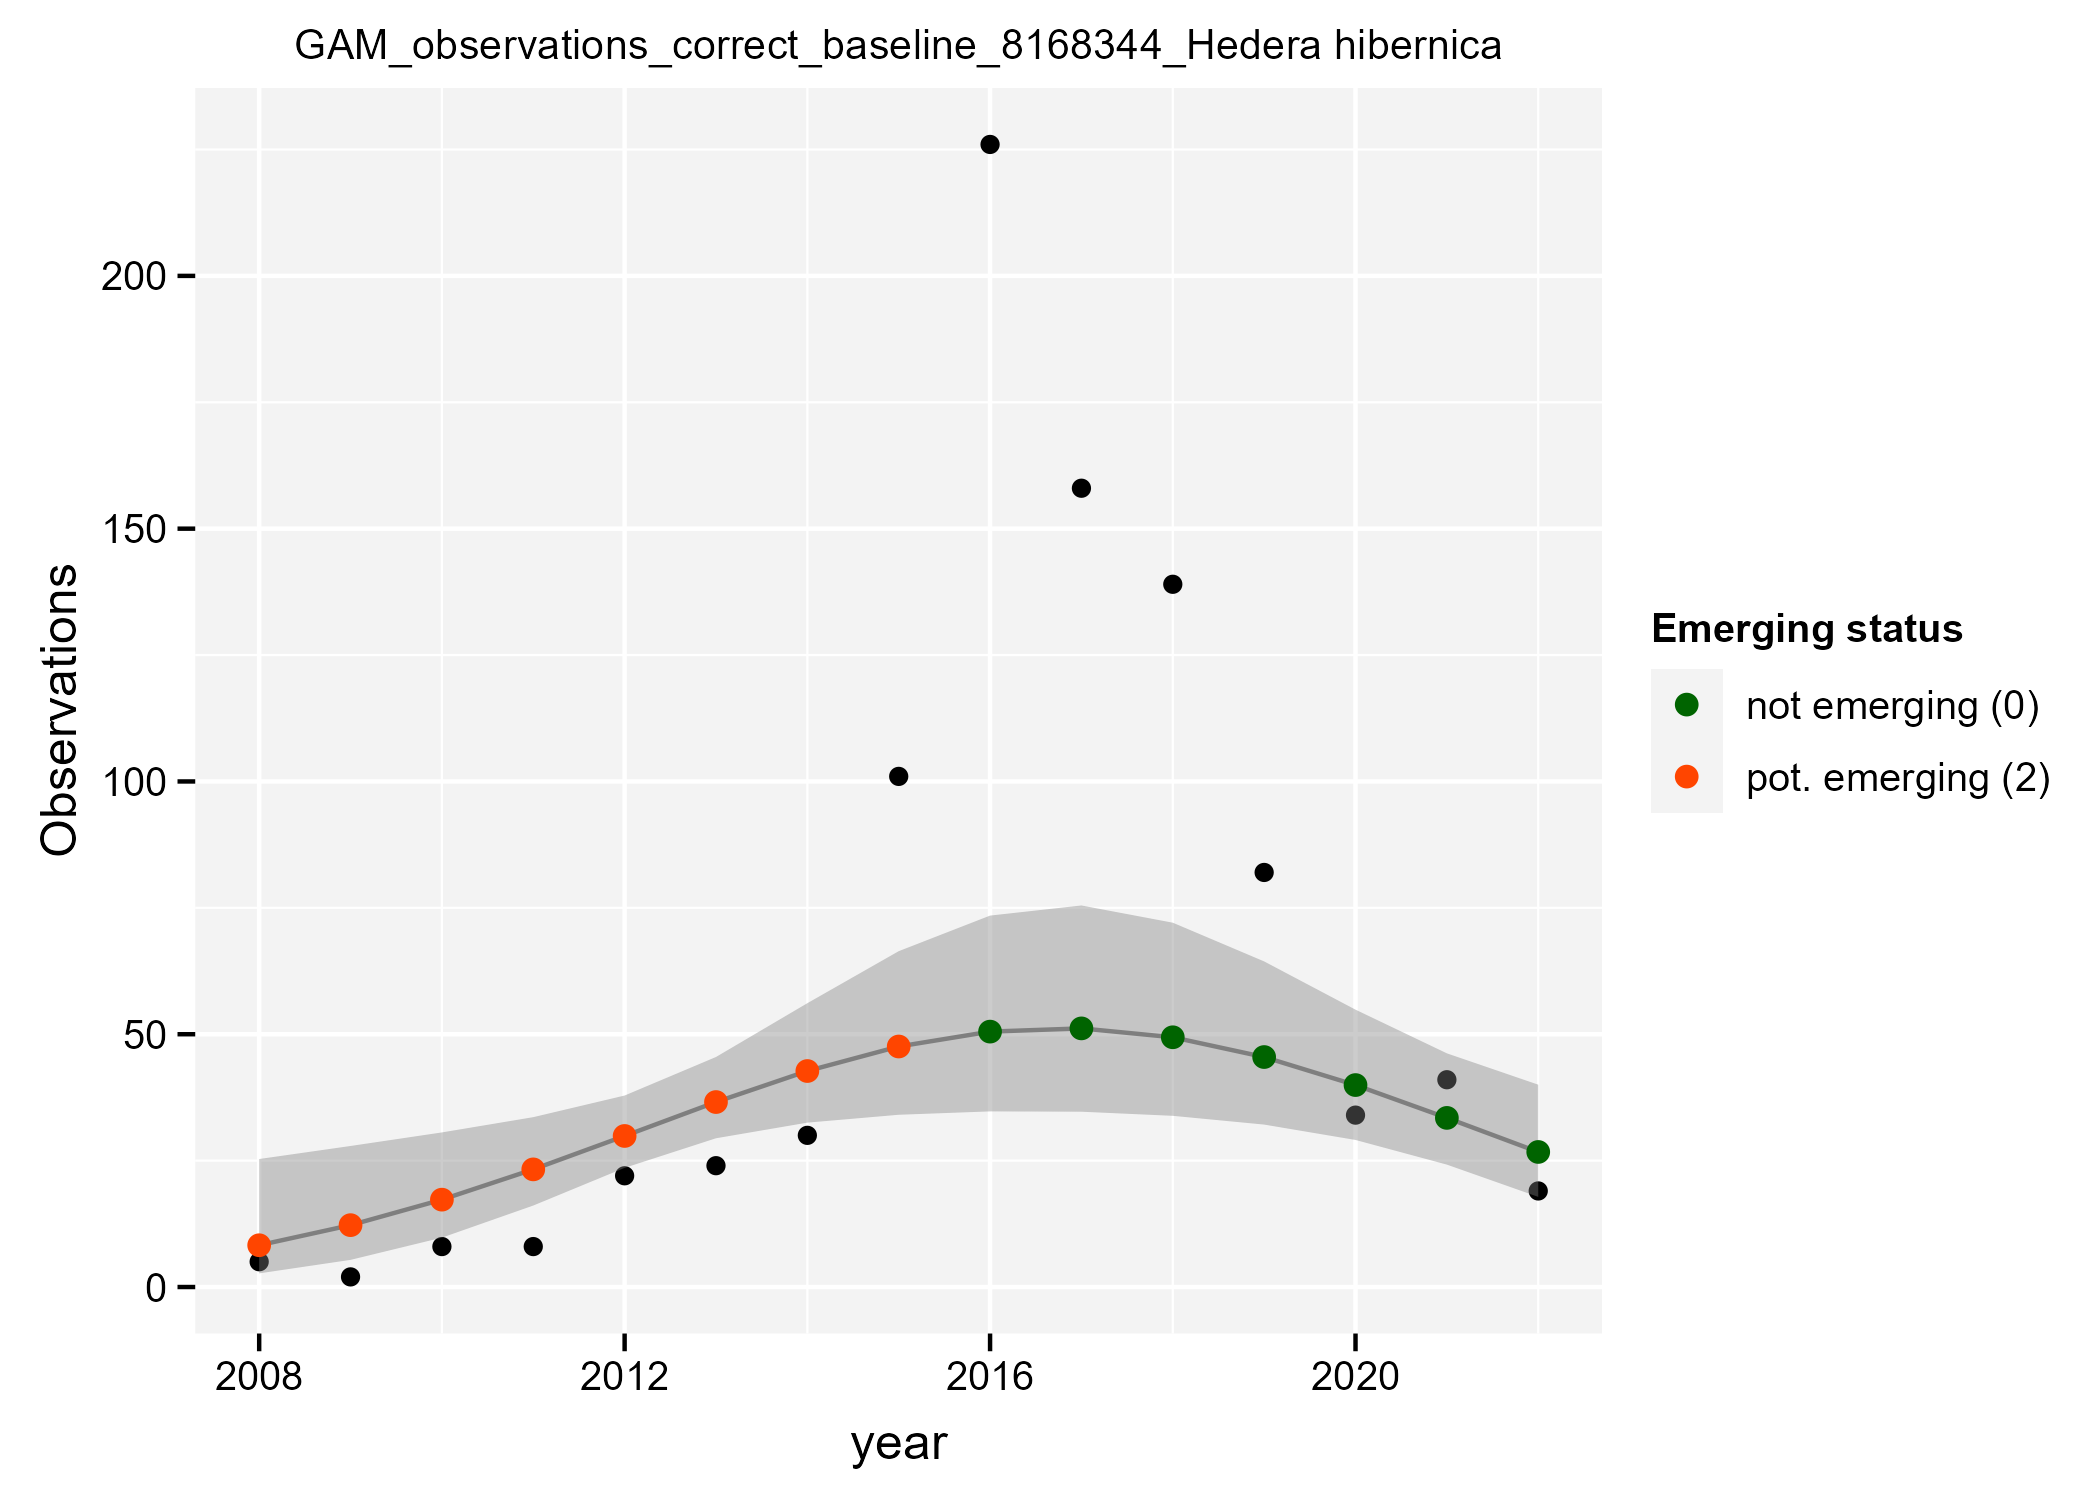 GAM_observations_correct_baseline_8168344_Hedera hibernica
Observations
200
150
100
50
0
2008
2012
2016
2020
year
Emerging status
not emerging (0)
pot. emerging (2)